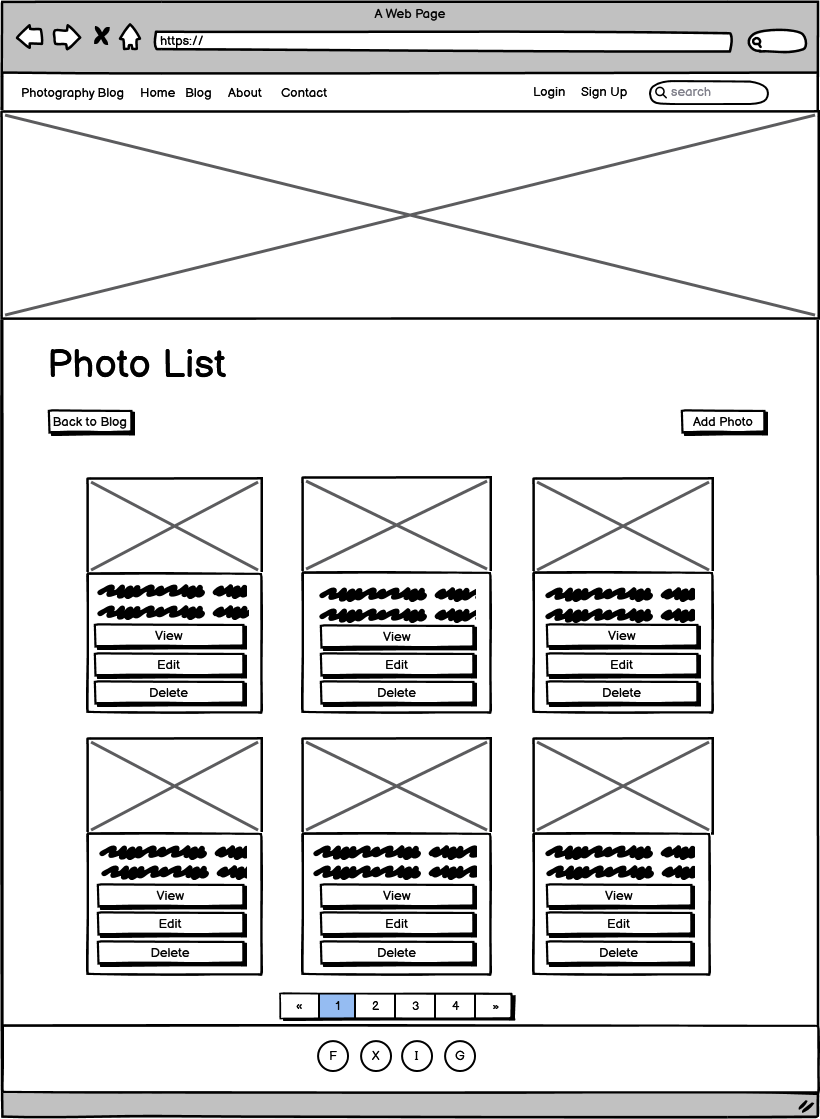 A Web Page
https://
Photography Blog Home Blog About Contact Login Sign Up search
Photo List
Back to Blog Add Photo
View View View
Edit Edit Edit
Delete Delete Delete
View View View
Edit Edit Edit
Delete Delete Delete
« 1 2 3 4 »
F X I G